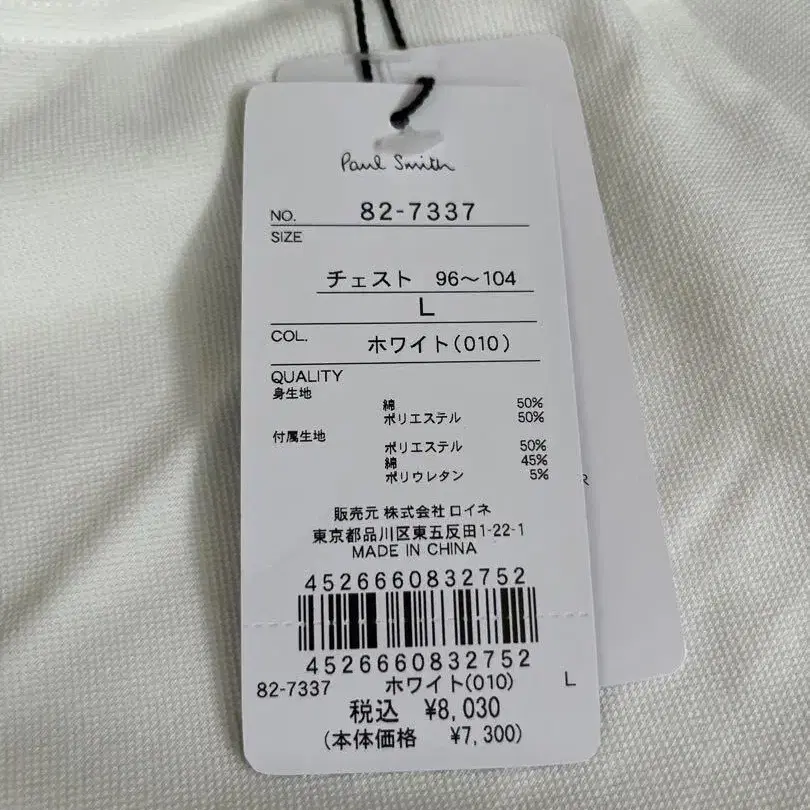 Paul Smith
NO. 82-7337
SIZE
チェスト 96〜104
L
COL. ホワイト(010)
QUALITY
身生地
綿 50%
ポリエステル 50%
付属生地
ポリエステル 50%
綿 45%
ポリウレタン 5%
R
販売元 株式会社 ロイネ
東京都品川区東五反田1-22-1
MADE IN CHINA
4526660832752
4526660832752
82-7337 ホワイト(010) L
税込 ¥8,030
(本体価格 ¥7,300)